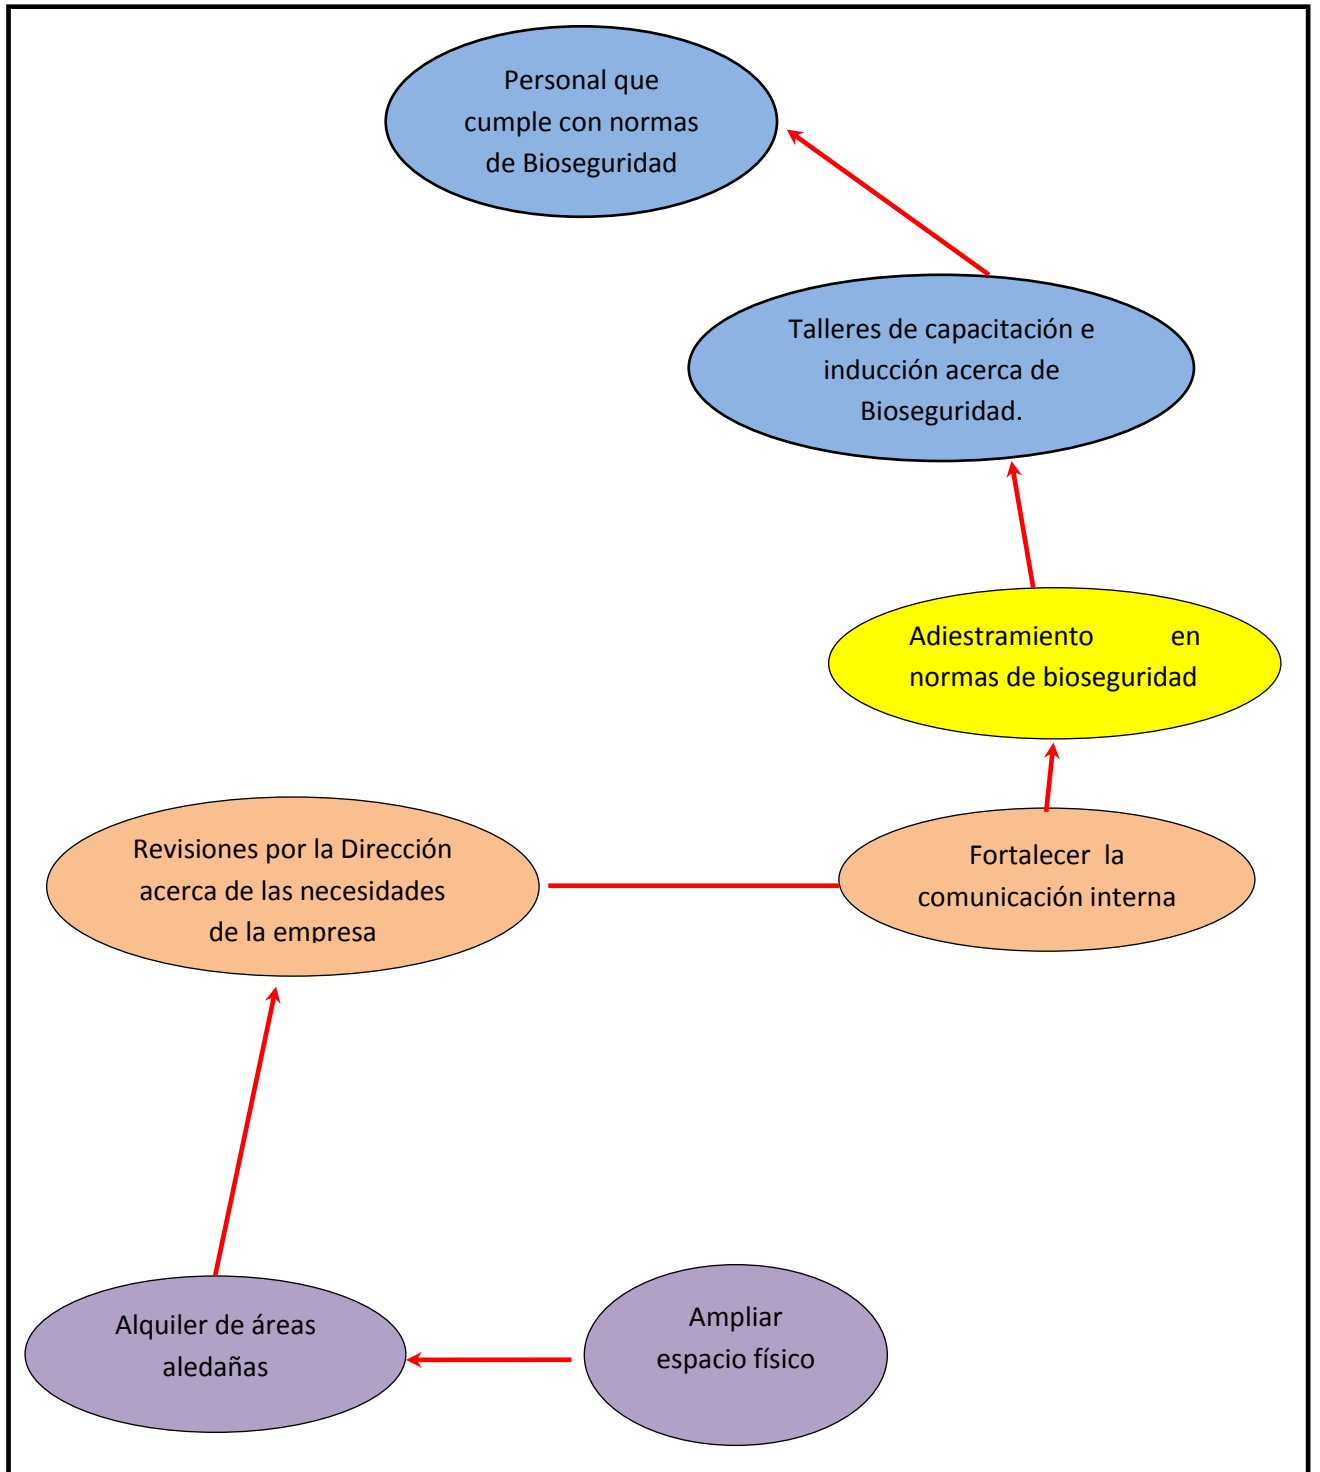 Personal que
cumple con normas
de Bioseguridad
Talleres de capacitación e
inducción acerca de
Bioseguridad.
Adiestramiento en
normas de bioseguridad
Revisiones por la Dirección
acerca de las necesidades
de la empresa
Fortalecer la
comunicación interna
Alquiler de áreas
aledañas
Ampliar
espacio físico